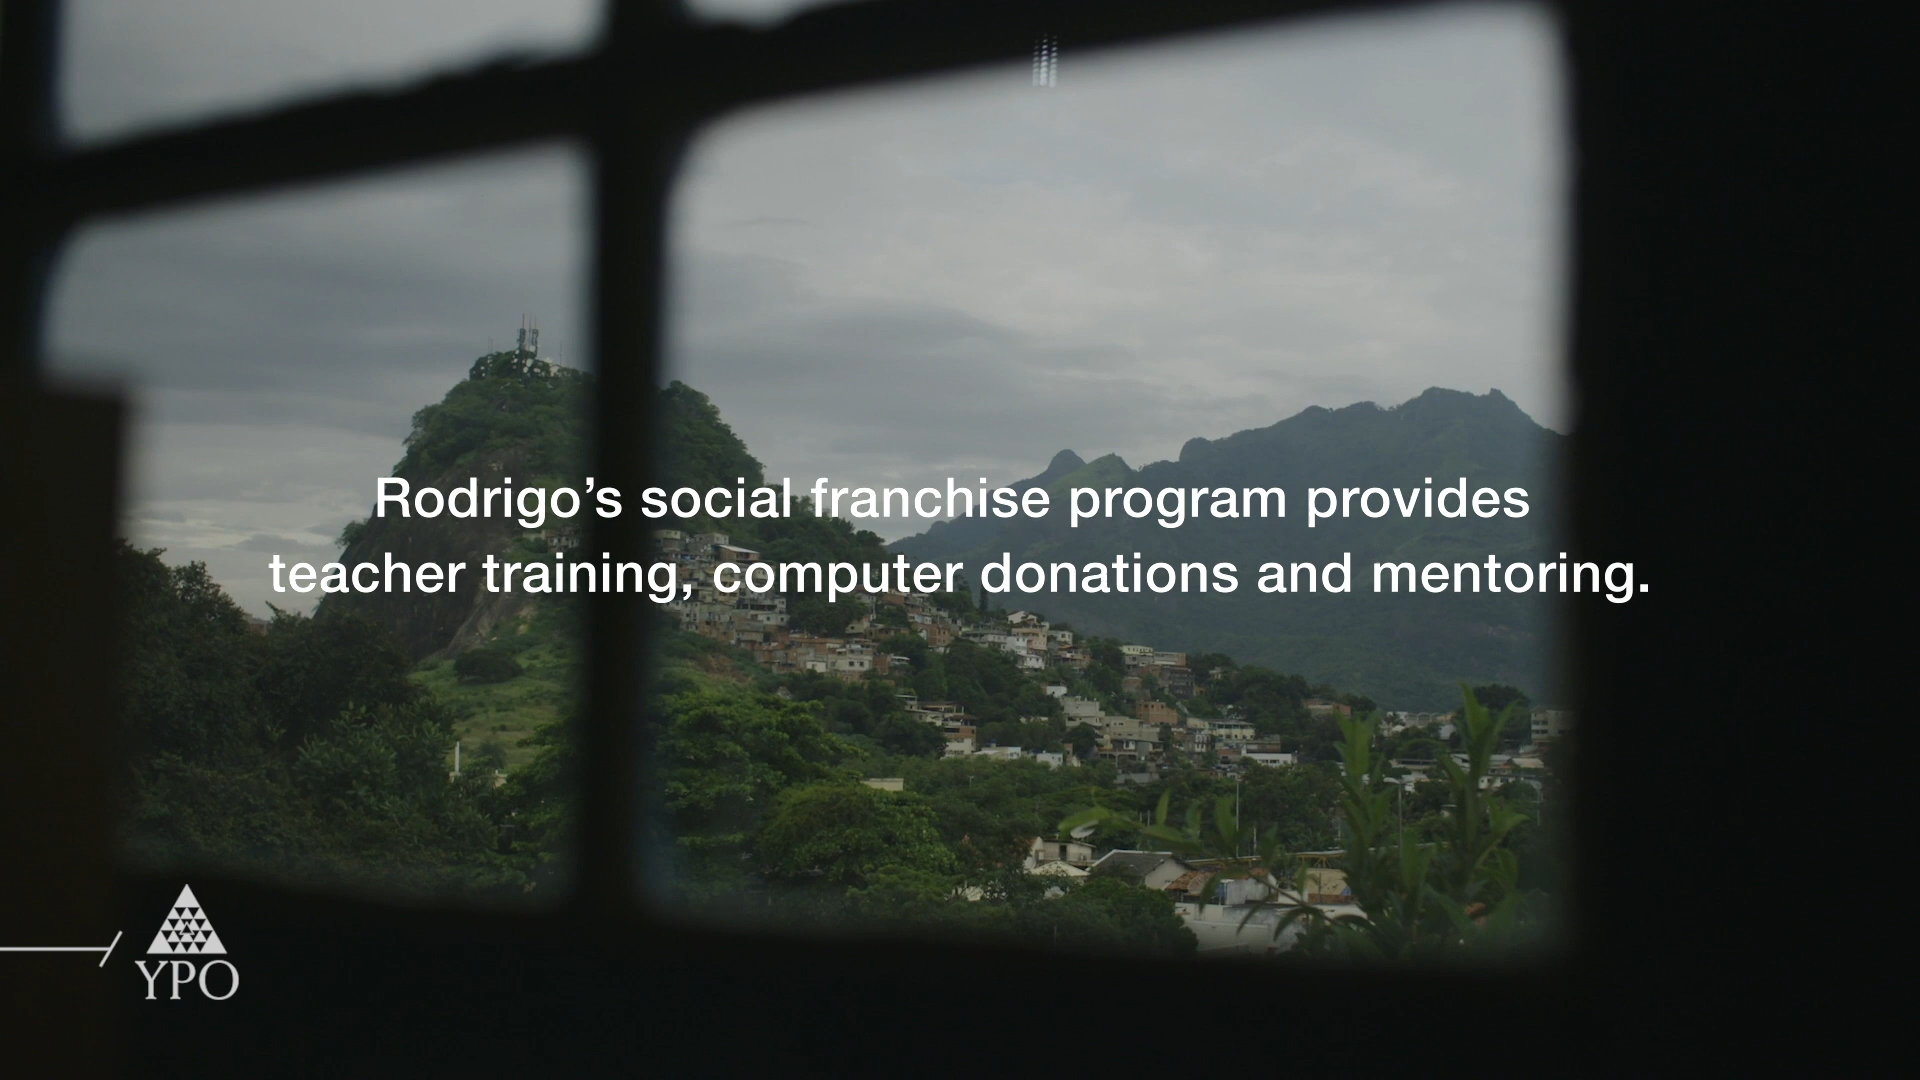 Rodrigo’s social franchise program provides
teacher training, computer donations and mentoring.
YPO